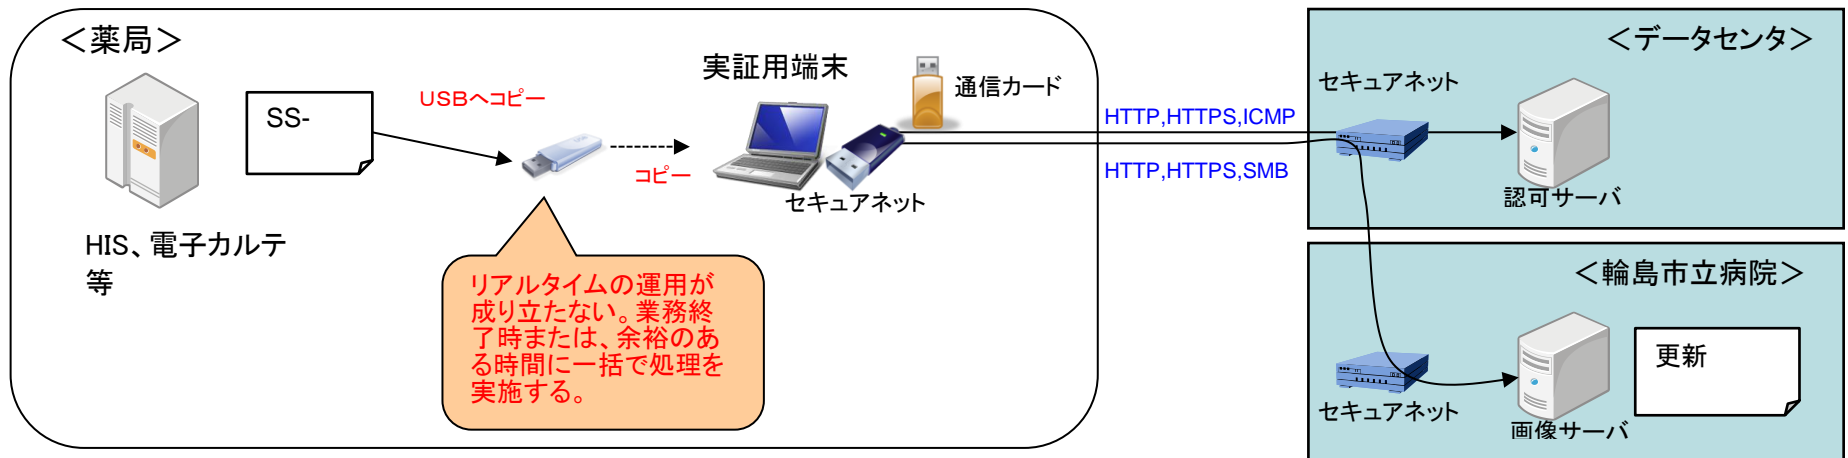 ＜薬局＞
HIS、電子カルテ
等
SS-
ＵＳＢへコピー
コピー
リアルタイムの運用が
成り立たない。業務終
了時または、余裕のあ
る時間に一括で処理を
実施する。
実証用端末
セキュアネット
通信カード
HTTP,HTTPS,ICMP
HTTP,HTTPS,SMB
＜データセンタ＞
セキュアネット
認可サーバ
＜輪島市立病院＞
セキュアネット
画像サーバ
更新